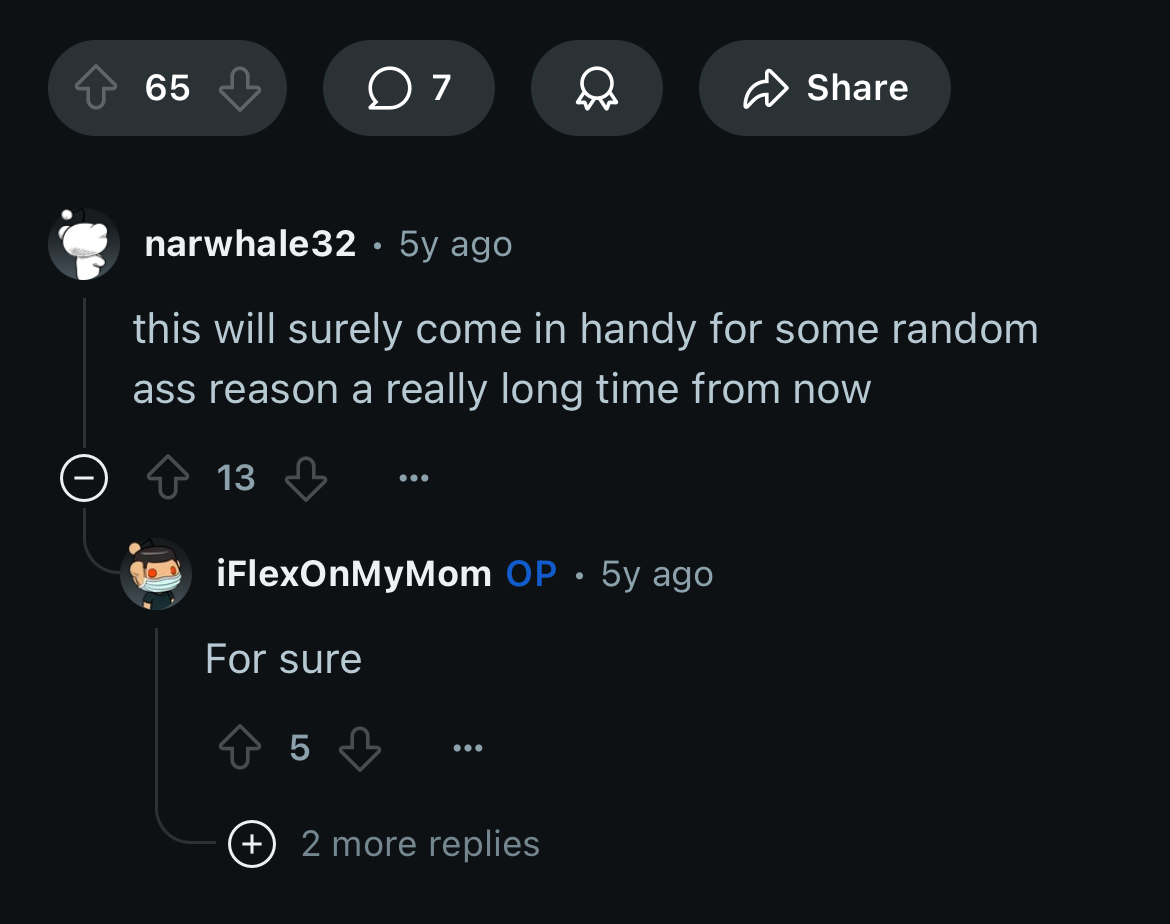 65 7 Share
narwhale32 • 5y ago
this will surely come in handy for some random
ass reason a really long time from now
13 ...
iFlexOnMyMom OP • 5y ago
For sure
5 ...
2 more replies